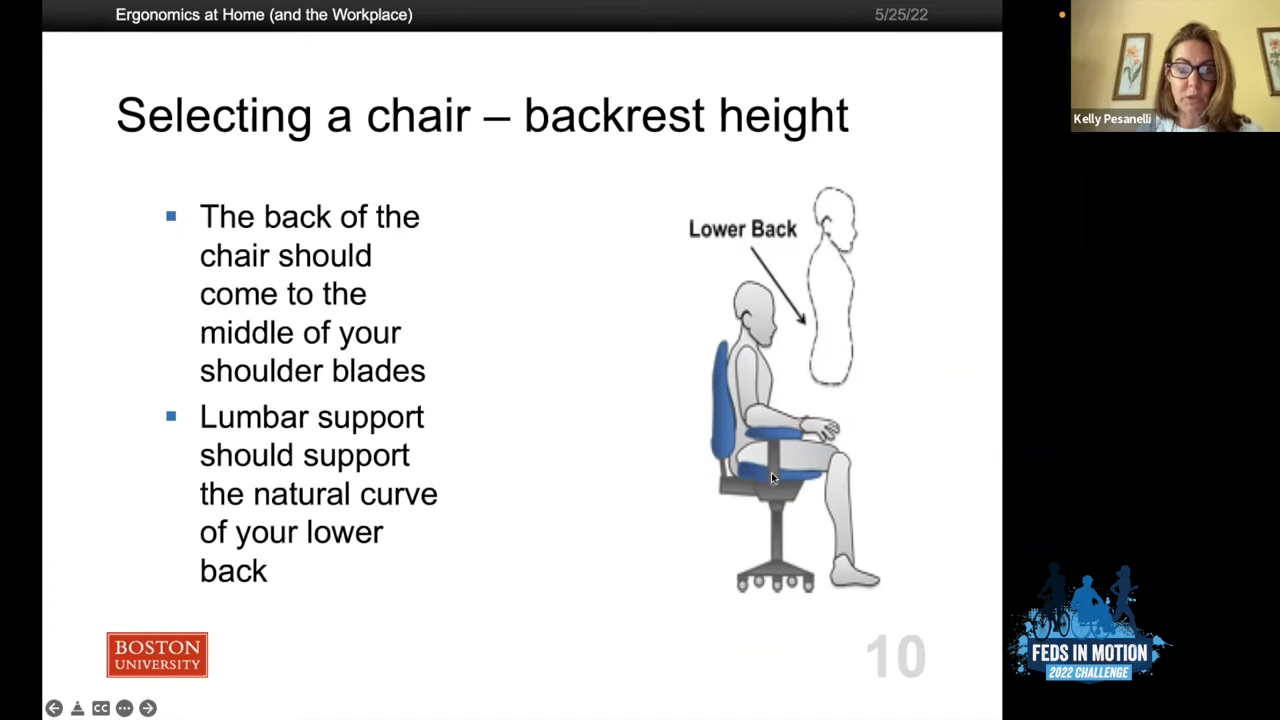 Ergonomics at Home (and the Workplace)
5/25/22
Kelly Pesanelli
Selecting a chair – backrest height
▪ The back of the
chair should
come to the
middle of your
shoulder blades
▪ Lumbar support
should support
the natural curve
of your lower
back
Lower Back
BOSTON
UNIVERSITY
10
CC
FEDS IN MOTION
2022 CHALLENGE